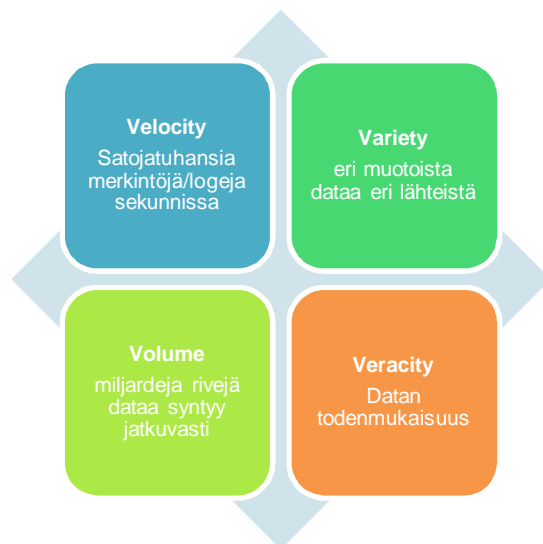 Velocity
Satojatuhansia
merkintöjä/logeja
sekunnissa
Variety
eri muotoista
dataa eri lähteistä
Volume
miljardeja rivejä
dataa syntyy
jatkuvasti
Veracity
Datan
todenmukaisuus